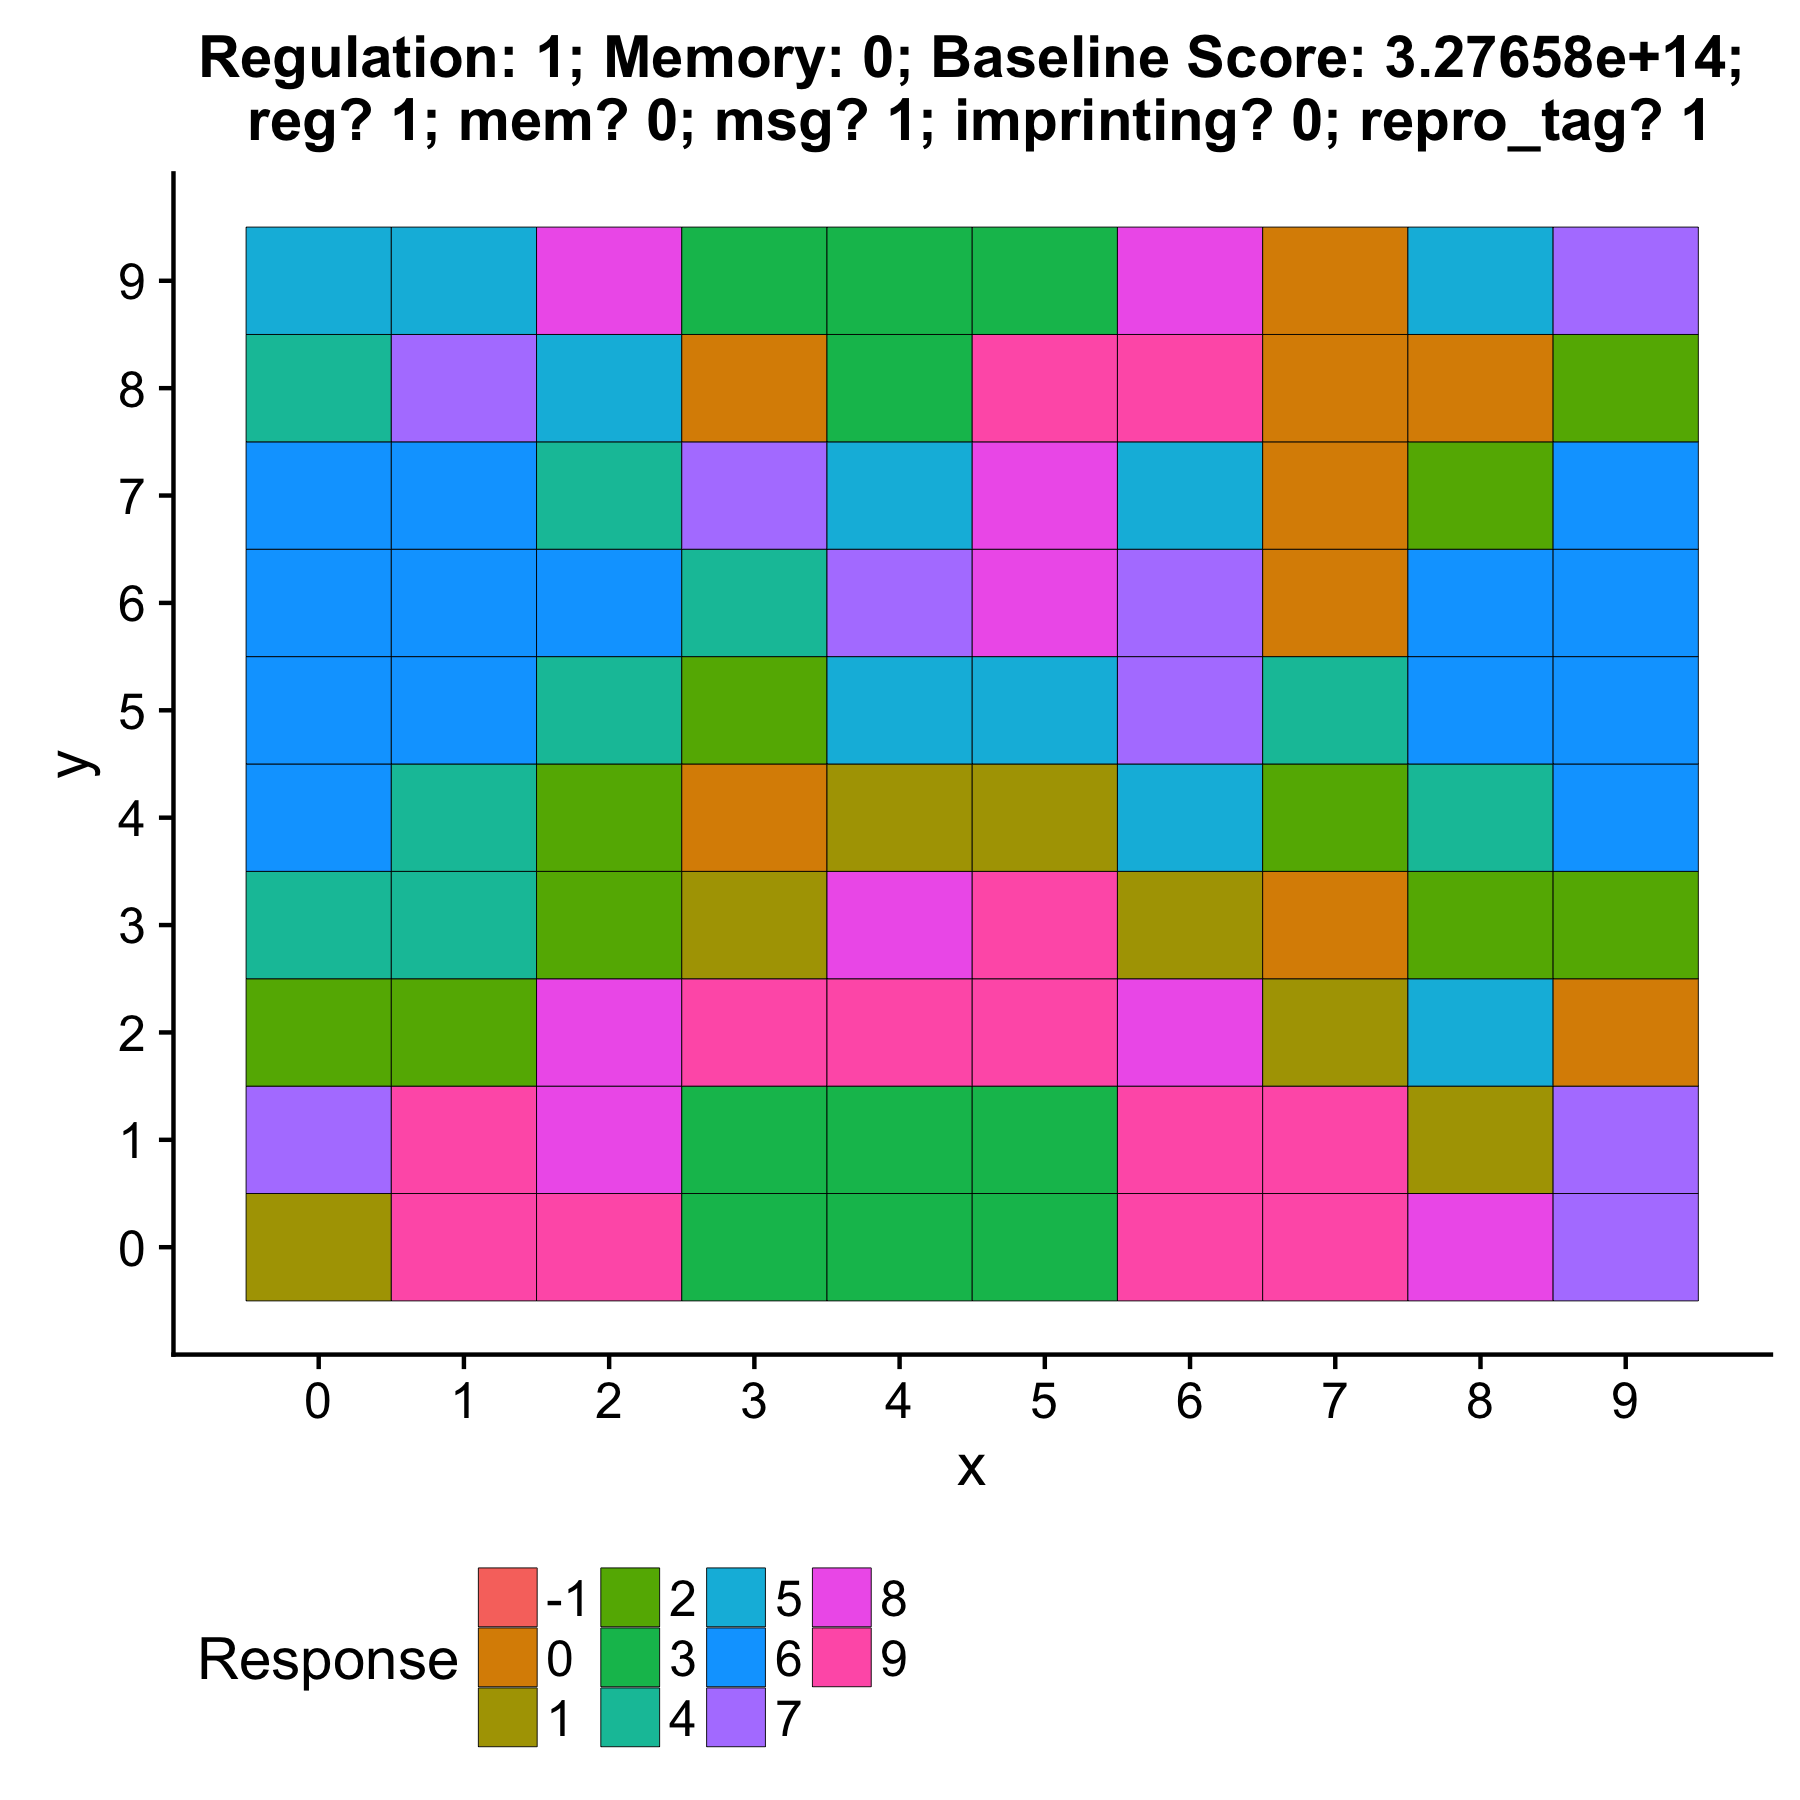 Regulation: 1; Memory: 0; Baseline Score: 3.27658e+14;
reg? 1; mem? 0; msg? 1; imprinting? 0; repro_tag? 1
9
8
7
6
5
4
3
2
1
0
y
0 1 2 3 4 5 6 7 8 9
x
Response
-1 2 5 8
0 3 6 9
1 4 7